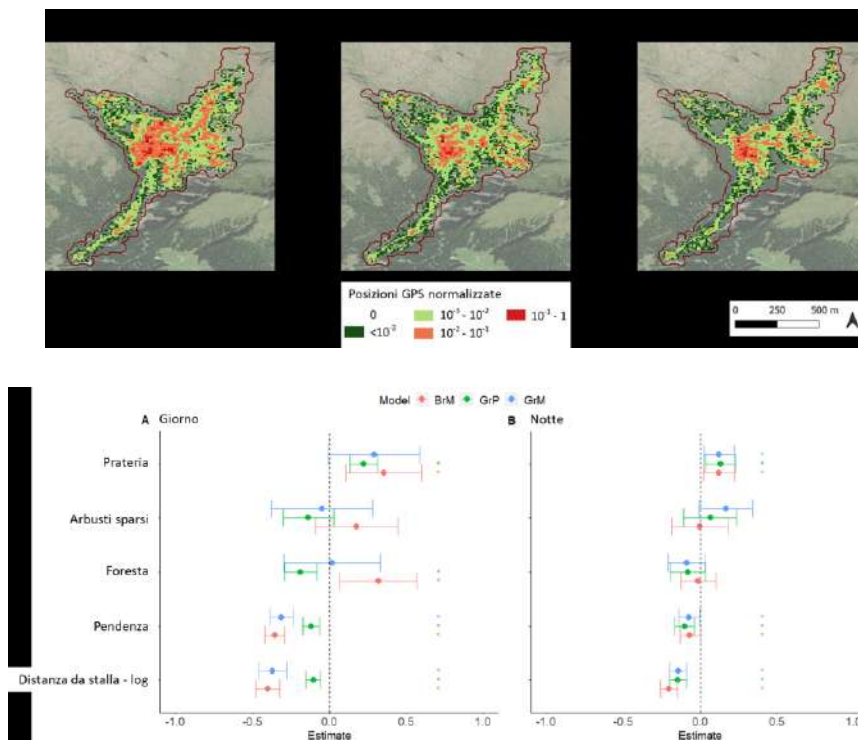 Posizioni GPS normalizzate
0
10⁻³ - 10⁻²
10⁻¹ - 1
<10⁻³
10⁻² - 10⁻¹
0 250 500 m
Model BrM GrP GrM
A Giorno
B Notte
Prateria
Arbusti sparsi
Foresta
Pendenza
Distanza da stalla - log
-1.0 -0.5 0.0 0.5 1.0
-1.0 -0.5 0.0 0.5 1.0
Estimate
Estimate